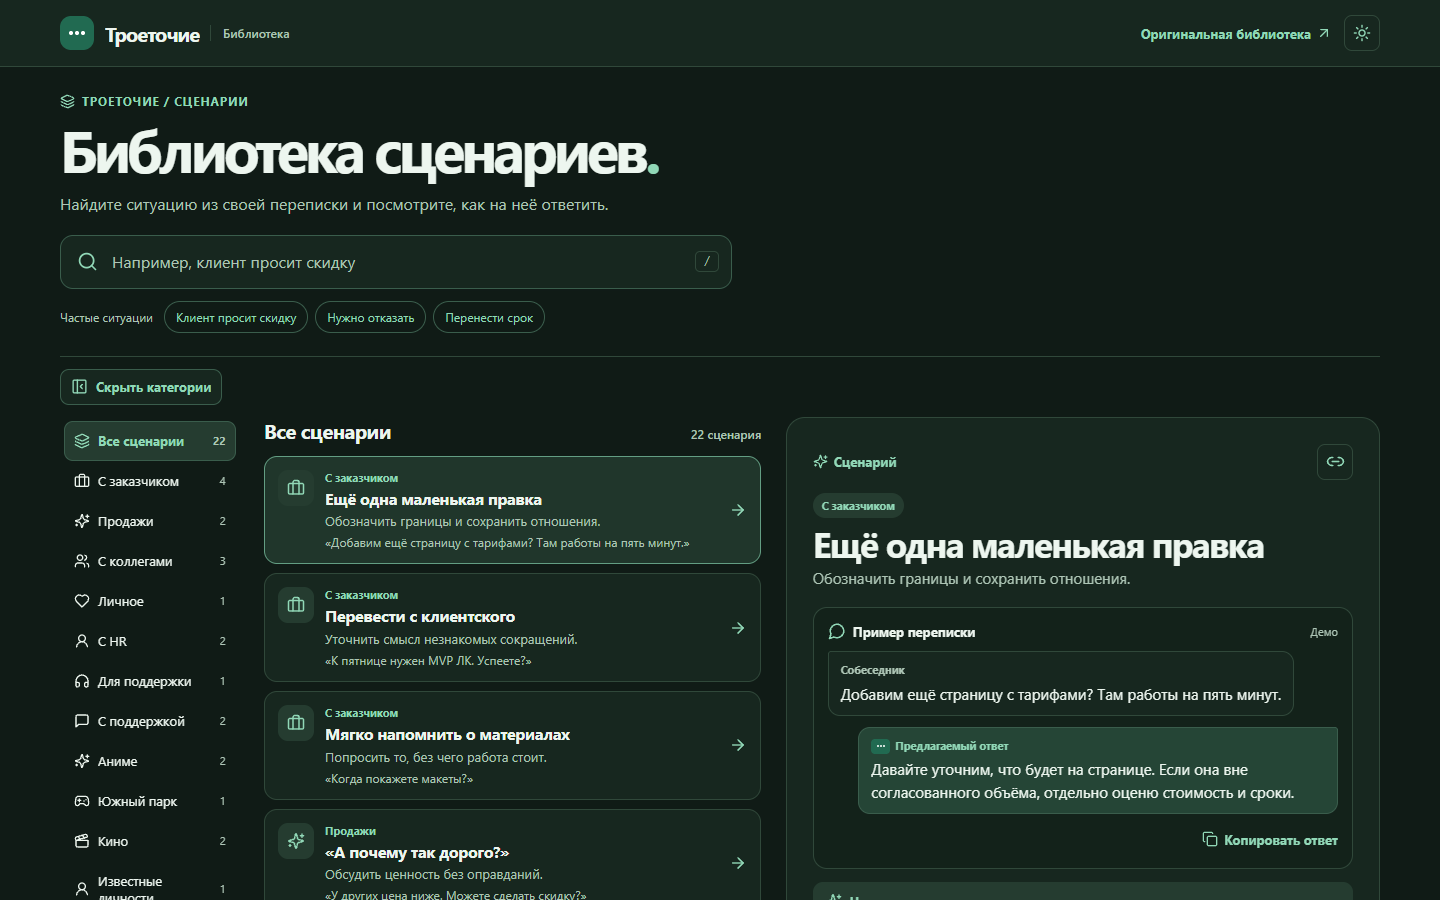 Троеточие
Библиотека
Оригинальная библиотека
ТРОЕТОЧИЕ / СЦЕНАРИИ
Библиотека сценариев.
Найдите ситуацию из своей переписки и посмотрите, как на неё ответить.
Например, клиент просит скидку
/
Частые ситуации
Клиент просит скидку
Нужно отказать
Перенести срок
Скрыть категории
Все сценарии 22
С заказчиком 4
Продажи 2
С коллегами 3
Личное 1
С HR 2
Для поддержки 1
С поддержкой 2
Аниме 2
Южный парк 1
Кино 2
Известные 1
личности
Все сценарии
22 сценария
С заказчиком
Ещё одна маленькая правка
Обозначить границы и сохранить отношения.
«Добавим ещё страницу с тарифами? Там работы на пять минут.»
С заказчиком
Перевести с клиентского
Уточнить смысл незнакомых сокращений.
«К пятнице нужен MVP ЛК. Успеете?»
С заказчиком
Мягко напомнить о материалах
Попросить то, без чего работа стоит.
«Когда покажете макеты?»
Продажи
«А почему так дорого?»
Обсудить ценность без оправданий.
«У других цена ниже. Можете сделать скидку?»
Сценарий
С заказчиком
Ещё одна маленькая правка
Обозначить границы и сохранить отношения.
Пример переписки
Демо
Собеседник
Добавим ещё страницу с тарифами? Там работы на пять минут.
Предлагаемый ответ
Давайте уточним, что будет на странице. Если она вне
согласованного объёма, отдельно оценю стоимость и сроки.
Копировать ответ